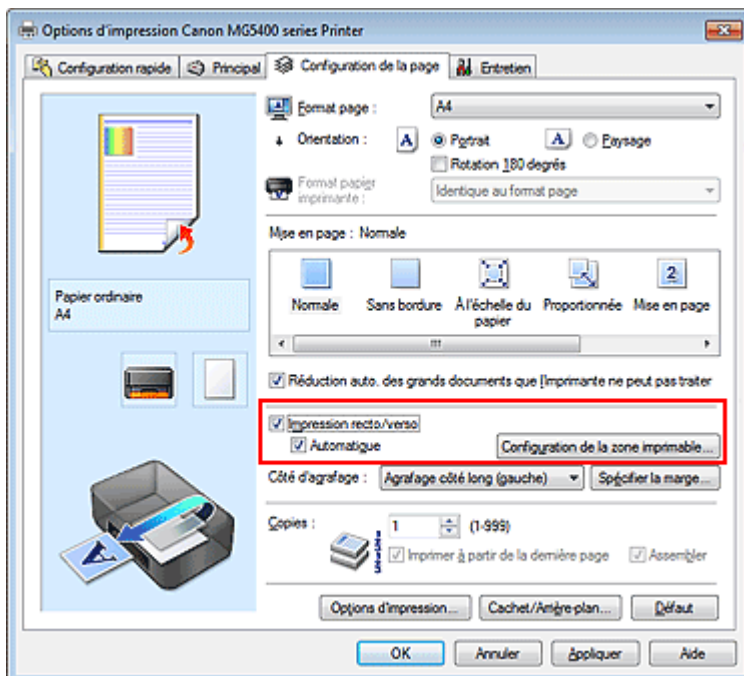 Options d'impression Canon MG5400 series Printer
Configuration rapide Principal Configuration de la page Entretien
Format page : A4
Orientation : A Portrait A Paysage
Rotation 180 degrés
Format papier
imprimante : Identique au format page
Mise en page : Normale
Normale Sans bordure À l'échelle du
papier Proportionnée 2 Mise en page
Papier ordinaire
A4
Réduction auto. des grands documents que l'imprimante ne peut pas traiter
Impression recto/verso
Automatique Configuration de la zone imprimable...
Côté d'agrafage : Agrafage côté long (gauche) Spécifier la marge...
Copies : 1 (1-999)
Imprimer à partir de la dernière page Assembler
Options d'impression... Cachet/Arrière-plan... Défaut
OK Annuler Appliquer Aide